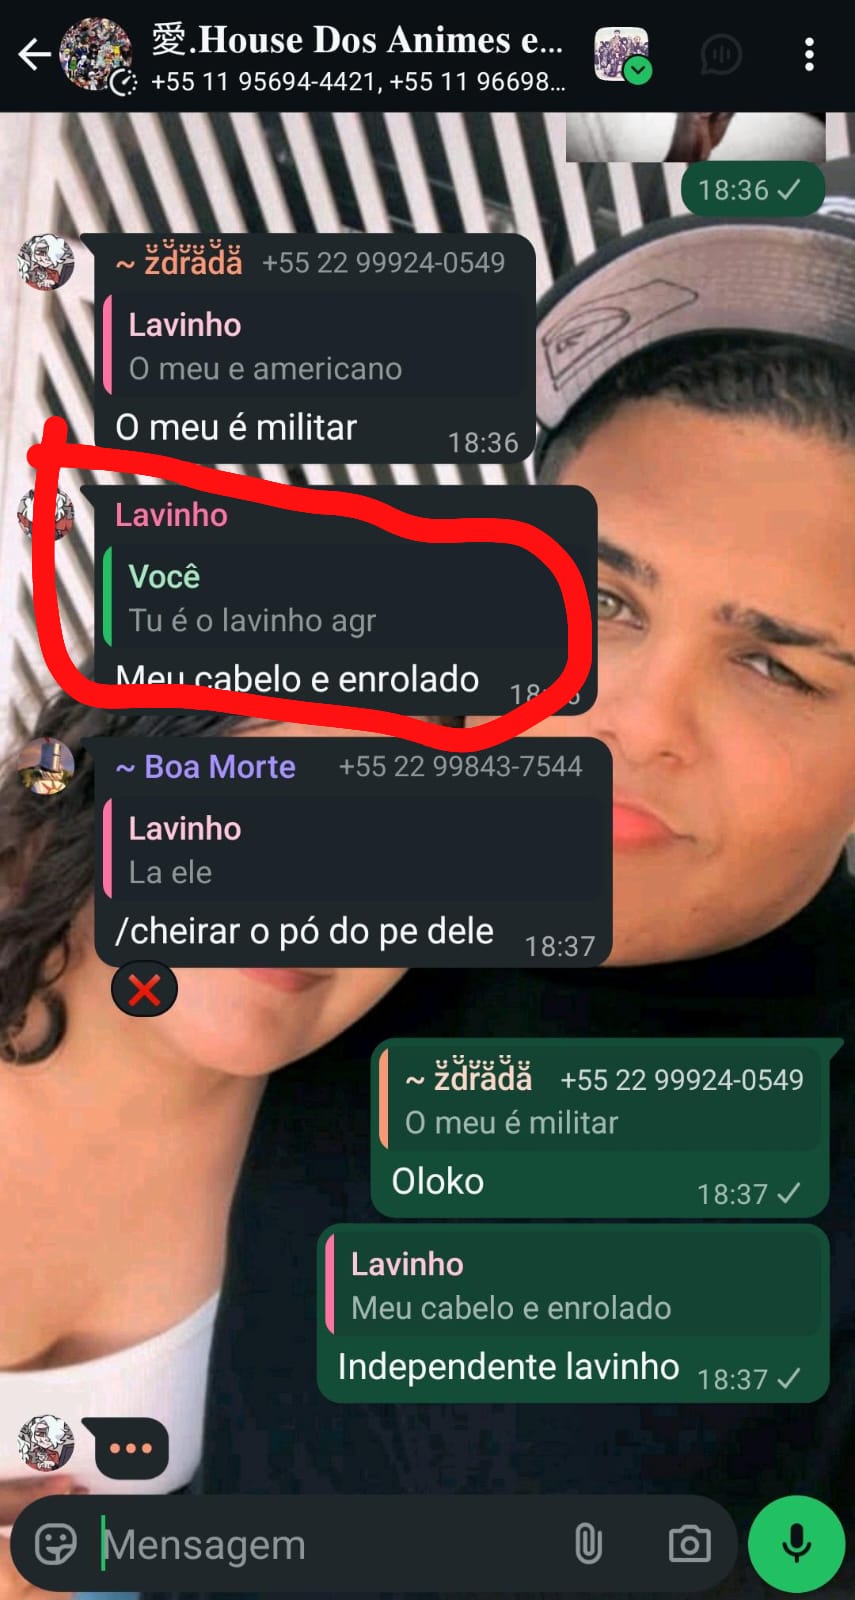 愛.House Dos Animes e...
+55 11 95694-4421, +55 11 96698...
18:36
~ z̆̈d̆̈r̆̈ăd̆̈ă̈ +55 22 99924-0549
Lavinho
O meu e americano
O meu é militar
18:36
Lavinho
Você
Tu é o lavinho agr
Meu cabelo e enrolado
~ Boa Morte +55 22 99843-7544
Lavinho
La ele
/cheirar o pó do pe dele
18:37
~ z̆̈d̆̈r̆̈ăd̆̈ă̈ +55 22 99924-0549
O meu é militar
Oloko
18:37
Lavinho
Meu cabelo e enrolado
Independente lavinho
18:37
Mensagem